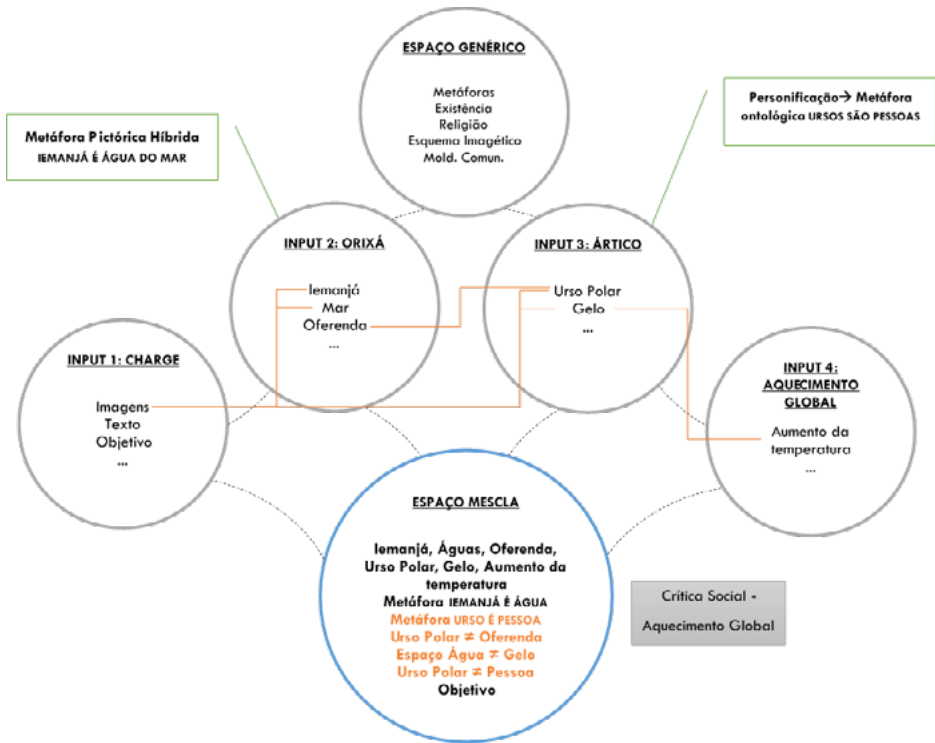 ESPAÇO GENÉRICO
Metáforas
Existência
Religião
Esquema Imagético
Mold. Comun.
Metáfora Pictórica Híbrida
IEMANJÁ É ÁGUA DO MAR
Personificação→ Metáfora
ontológica URSOS SÃO PESSOAS
INPUT 2: ORIXÁ
Iemanjá
Mar
Oferenda
...
INPUT 3: ÁRTICO
Urso Polar
Gelo
...
INPUT 1: CHARGE
Imagens
Texto
Objetivo
...
INPUT 4:
AQUECIMENTO
GLOBAL
Aumento da
temperatura
...
ESPAÇO MESCLA
Iemanjá, Águas, Oferenda,
Urso Polar, Gelo, Aumento da
temperatura
Metáfora IEMANJÁ É ÁGUA
Metáfora URSO É PESSOA
Urso Polar ≠ Oferenda
Espaço Água ≠ Gelo
Urso Polar ≠ Pessoa
Objetivo
Crítica Social -
Aquecimento Global